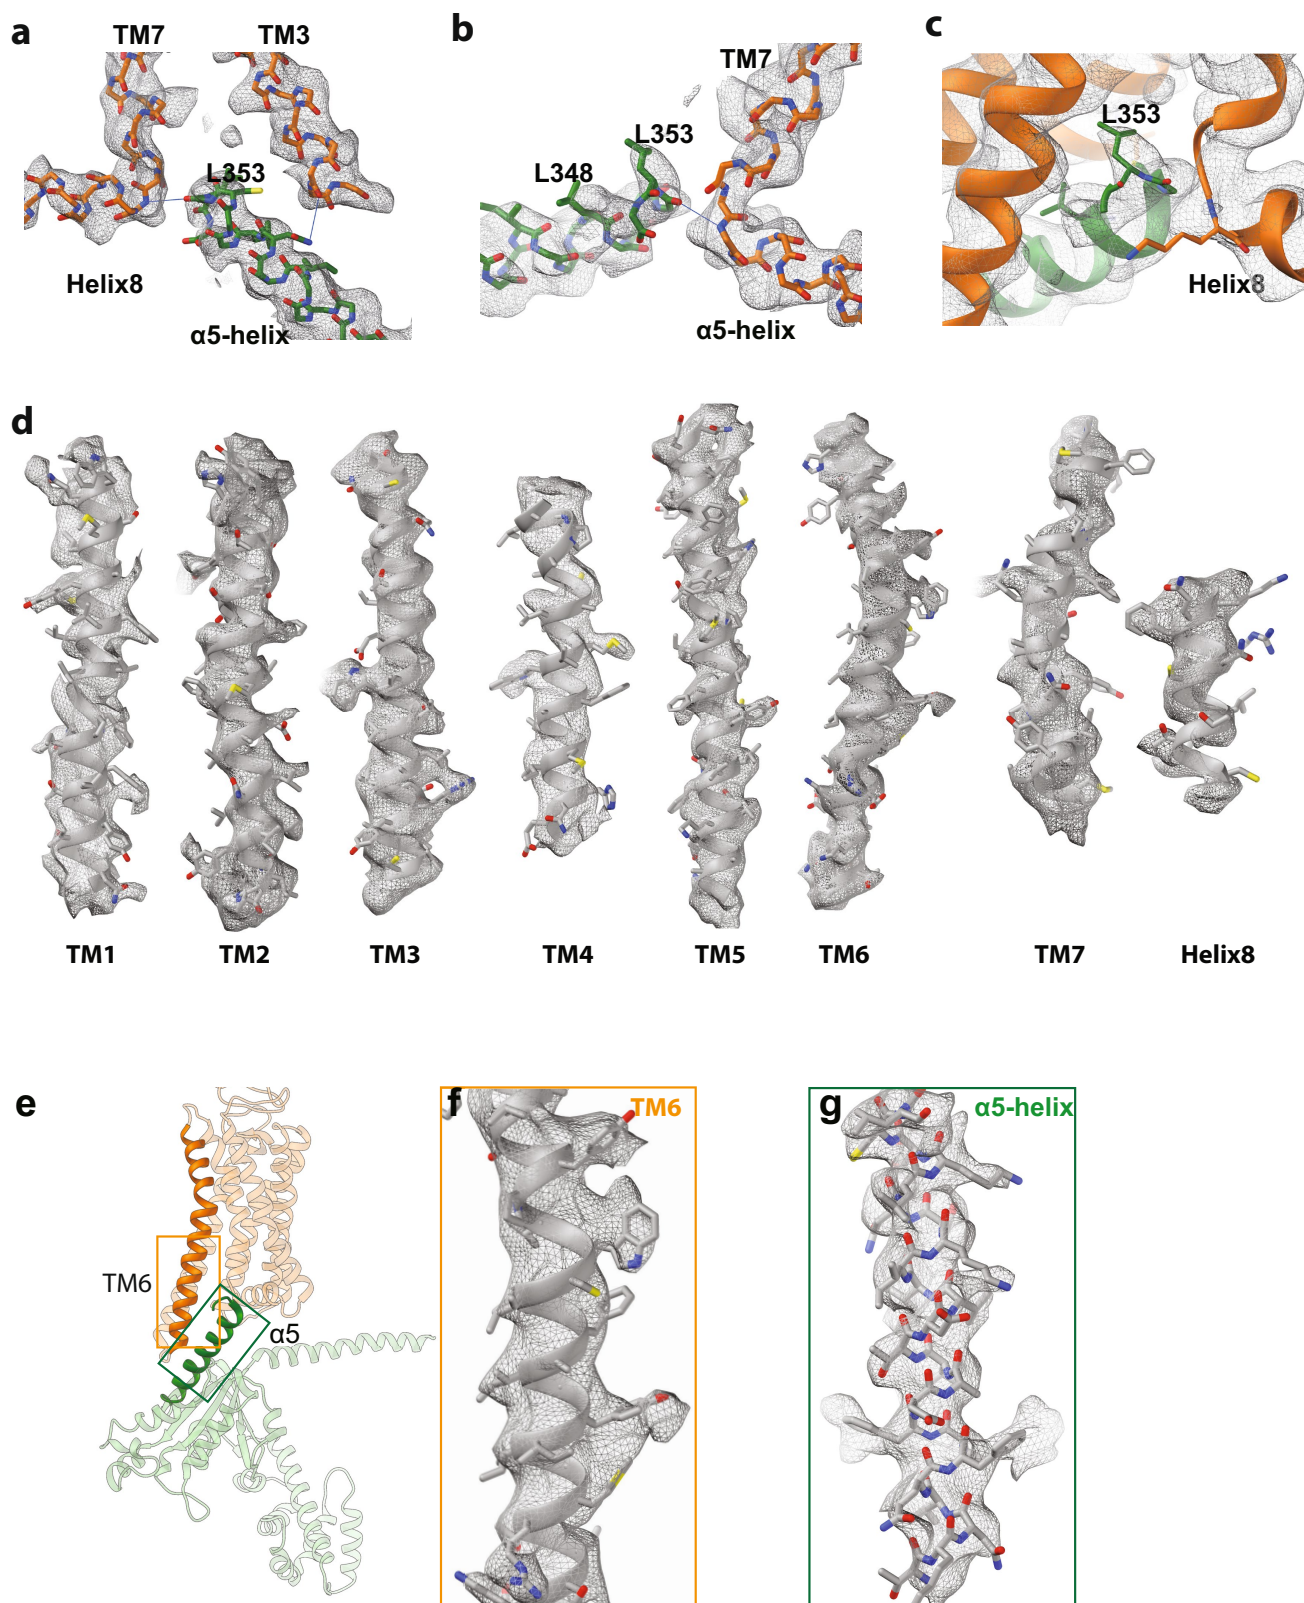 a
TM7
TM3
L353
Helix8
α5-helix
b
TM7
L353
L348
α5-helix
c
L353
Helix8
d
TM1
TM2
TM3
TM4
TM5
TM6
TM7
Helix8
e
TM6
α5
f
TM6
g
α5-helix